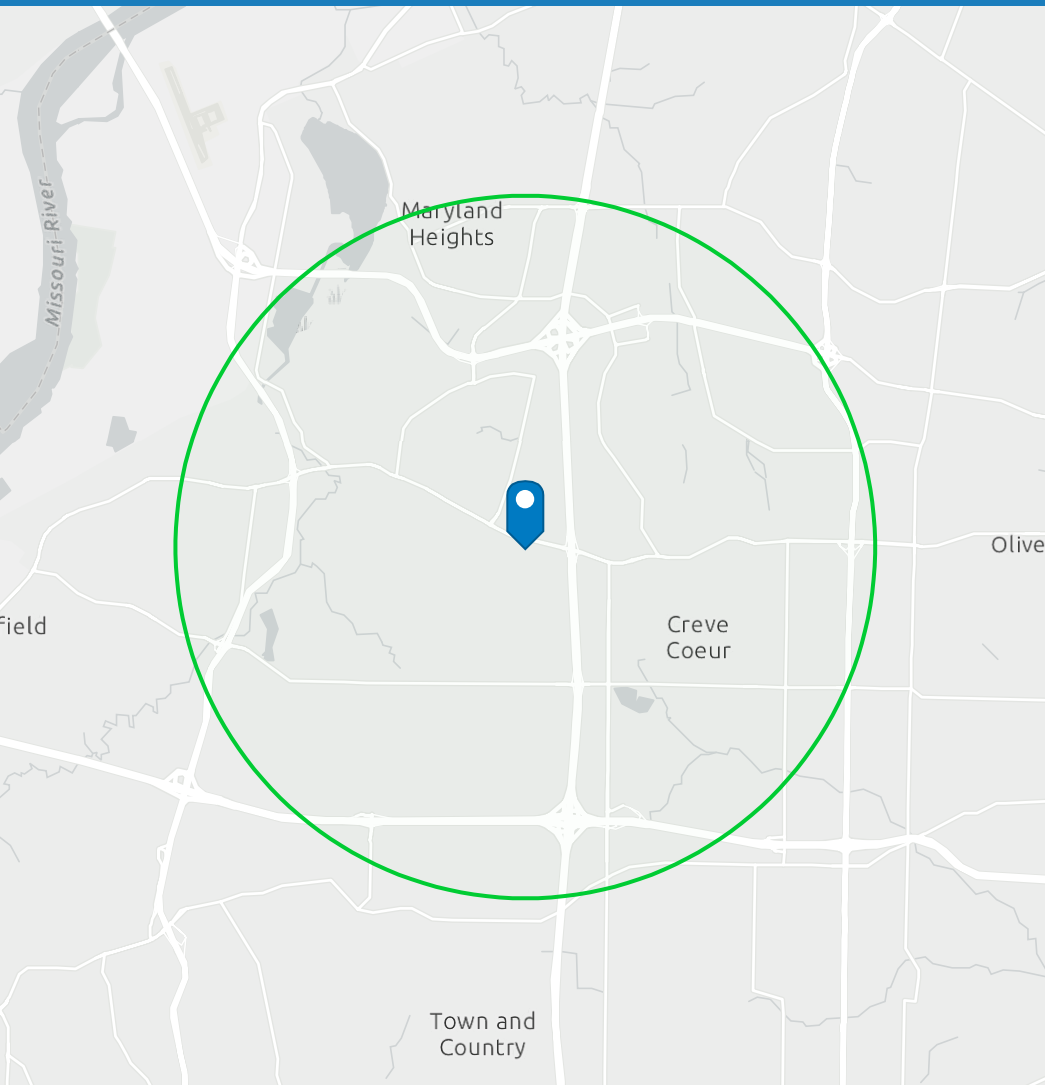 Maryland
Heights
Missouri River
Olive
field
Creve
Coeur
Town and
Country